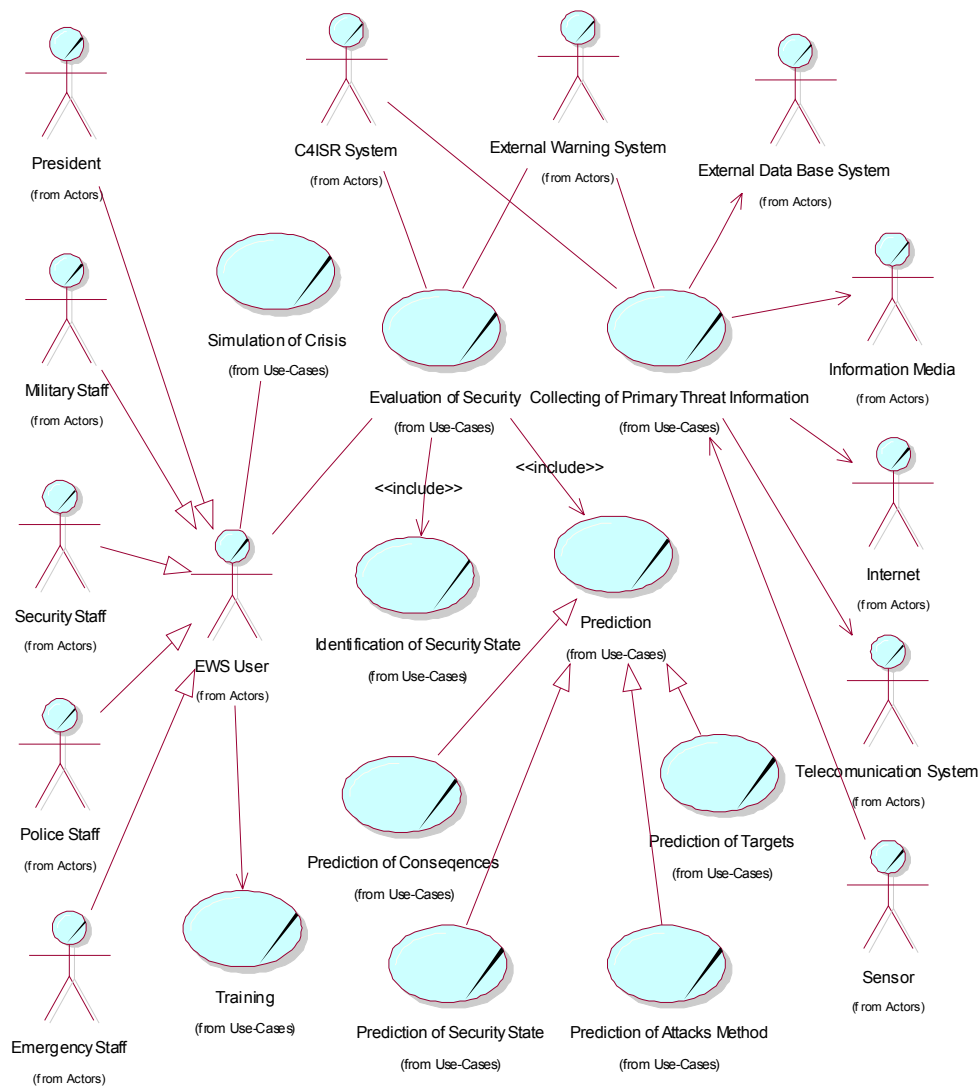 President
(from Actors)
C4ISR System
(from Actors)
External Warning System
(from Actors)
External Data Base System
(from Actors)
Military Staff
(from Actors)
Simulation of Crisis
(from Use-Cases)
Evaluation of Security
(from Use-Cases)
Collecting of Primary Threat Information
(from Use-Cases)
Information Media
(from Actors)
<<include>>
<<include>>
Security Staff
(from Actors)
EWS User
(from Actors)
Identification of Security State
(from Use-Cases)
Prediction
(from Use-Cases)
Internet
(from Actors)
Police Staff
(from Actors)
Prediction of Conseqences
(from Use-Cases)
Prediction of Targets
(from Use-Cases)
Telecomunication System
(from Actors)
Emergency Staff
(from Actors)
Training
(from Use-Cases)
Prediction of Security State
(from Use-Cases)
Prediction of Attacks Method
(from Use-Cases)
Sensor
(from Actors)